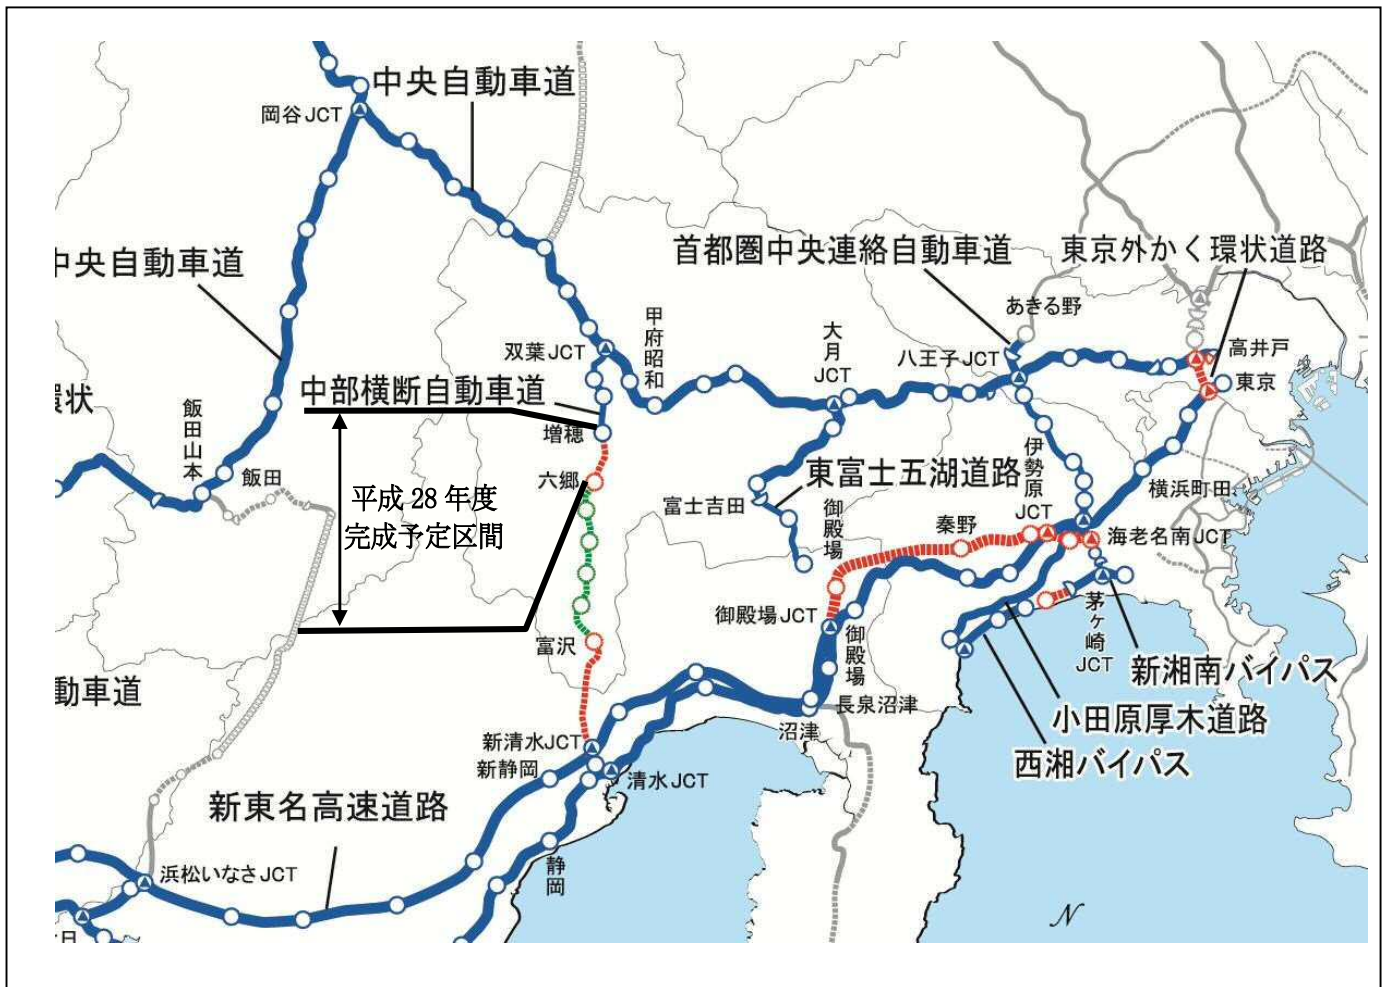 中央自動車道
岡谷JCT
中央自動車道
首都圏中央連絡自動車道
東京外かく環状道路
あきる野
甲府昭和
大月JCT
双葉JCT
八王子JCT
高井戸
東京
中部横断自動車道
環状
飯田山本
飯田
増穂
六郷
平成28年度
完成予定区間
東富士五湖道路
富士吉田
御殿場
秦野
伊勢原JCT
横浜町田
海老名南JCT
御殿場JCT
御殿場
茅ヶ崎JCT
富沢
新湘南バイパス
動車道
長泉沼津
沼津
小田原厚木道路
西湘バイパス
新清水JCT
新静岡
清水JCT
新東名高速道路
静岡
浜松いなさJCT
N